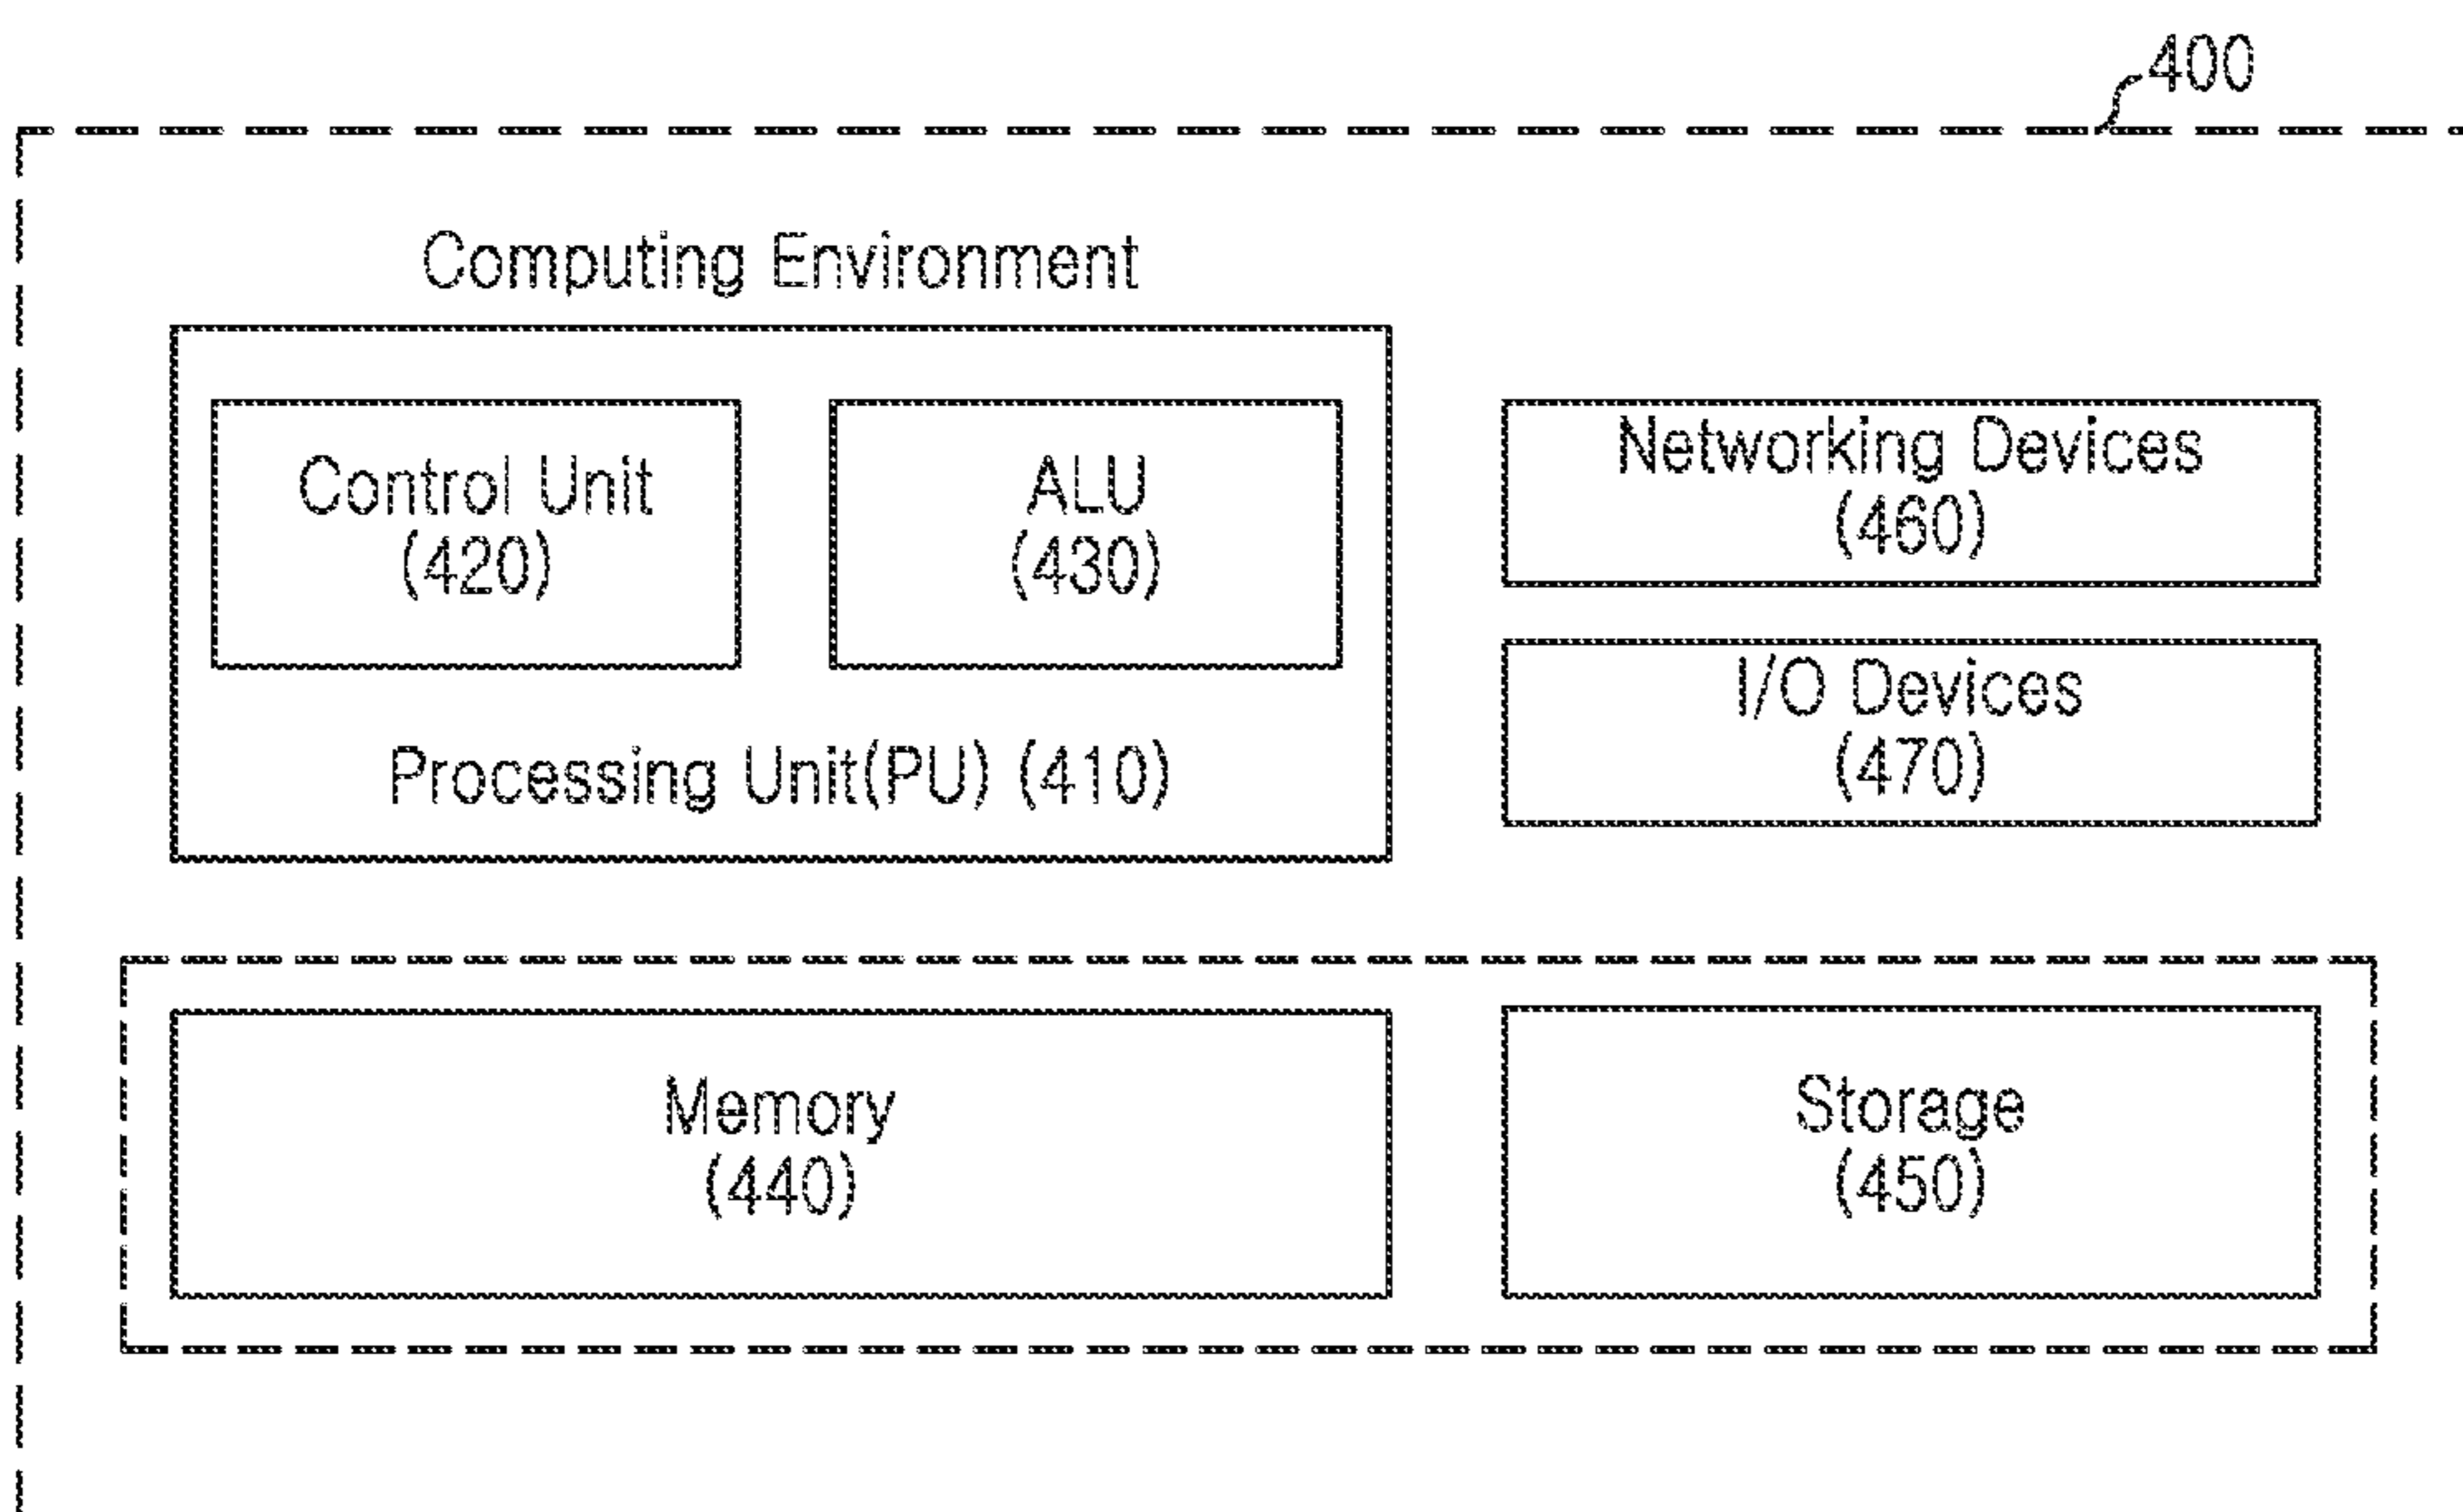 400
Computing Environment
Control Unit
(420)
ALU
(430)
Processing Unit(PU) (410)
Networking Devices
(460)
I/O Devices
(470)
Memory
(440)
Storage
(450)